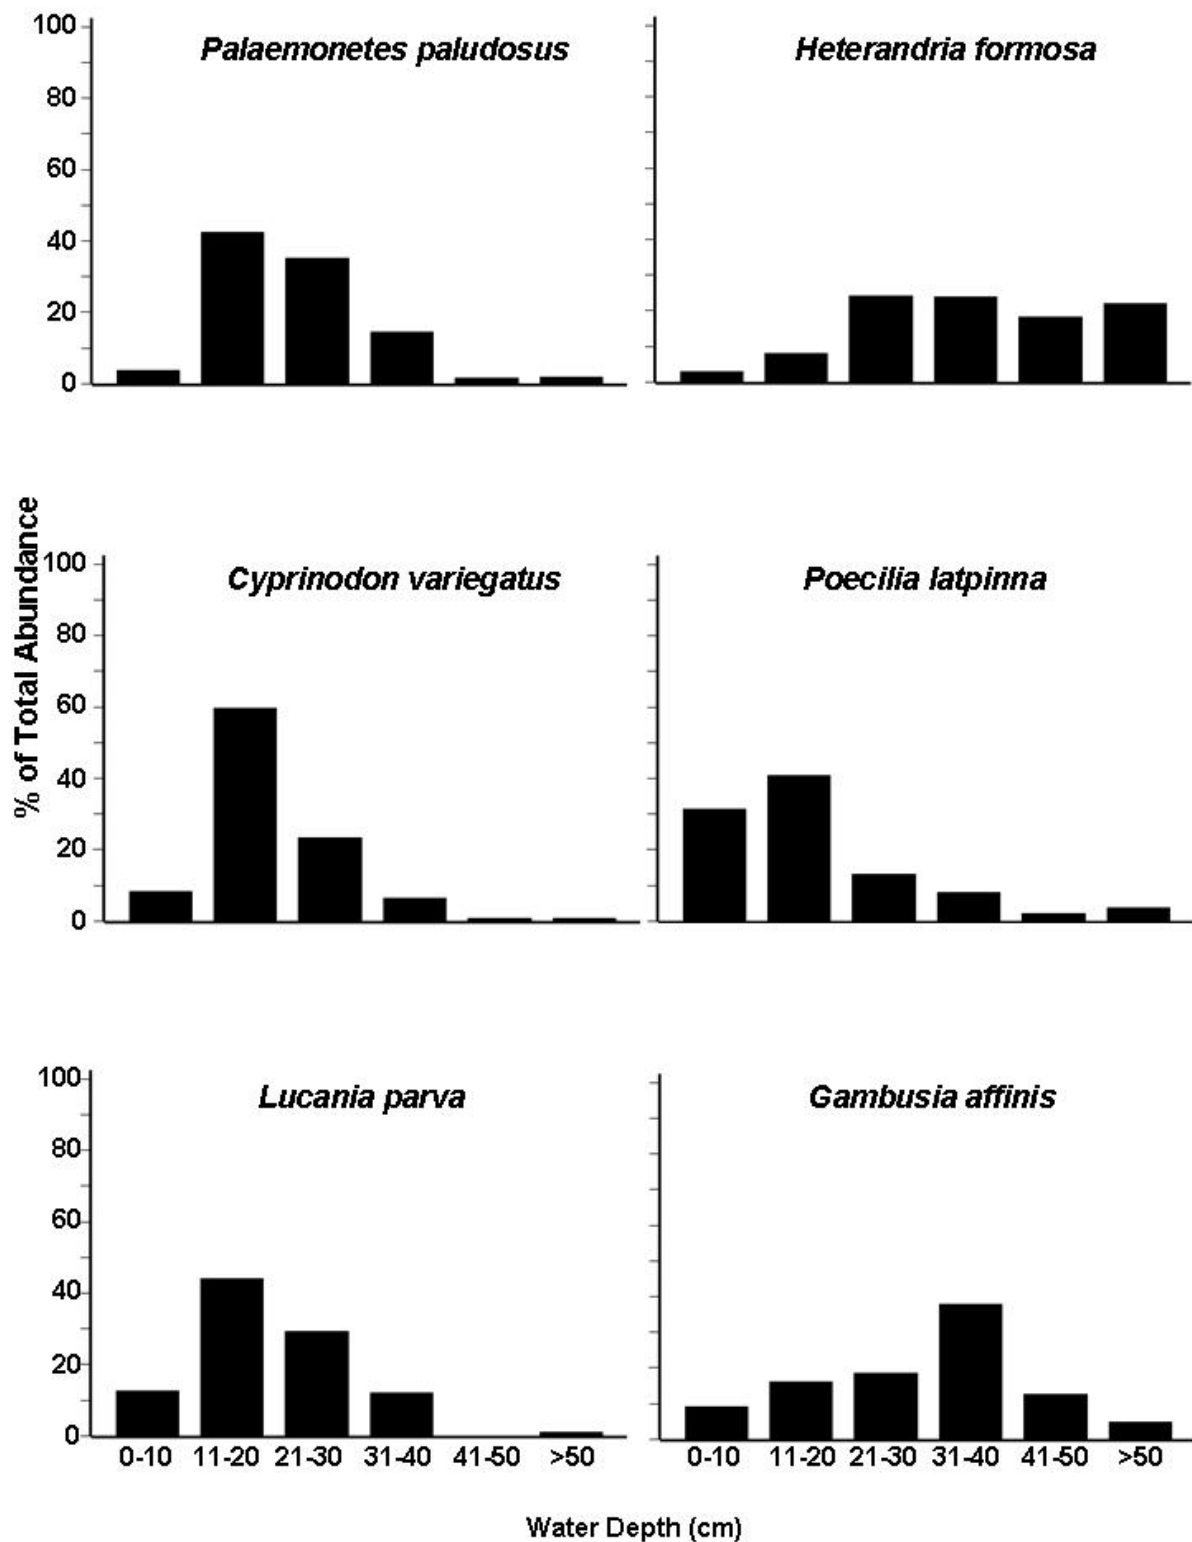 Palaemonetes paludosus
100
80
60
40
20
0
Heterandria formosa
% of Total Abundance
Cyprinodon variegatus
100
80
60
40
20
0
Poecilia latpinna
Lucania parva
100
80
60
40
20
0
0-10 11-20 21-30 31-40 41-50 >50
Gambusia affinis
0-10 11-20 21-30 31-40 41-50 >50
Water Depth (cm)